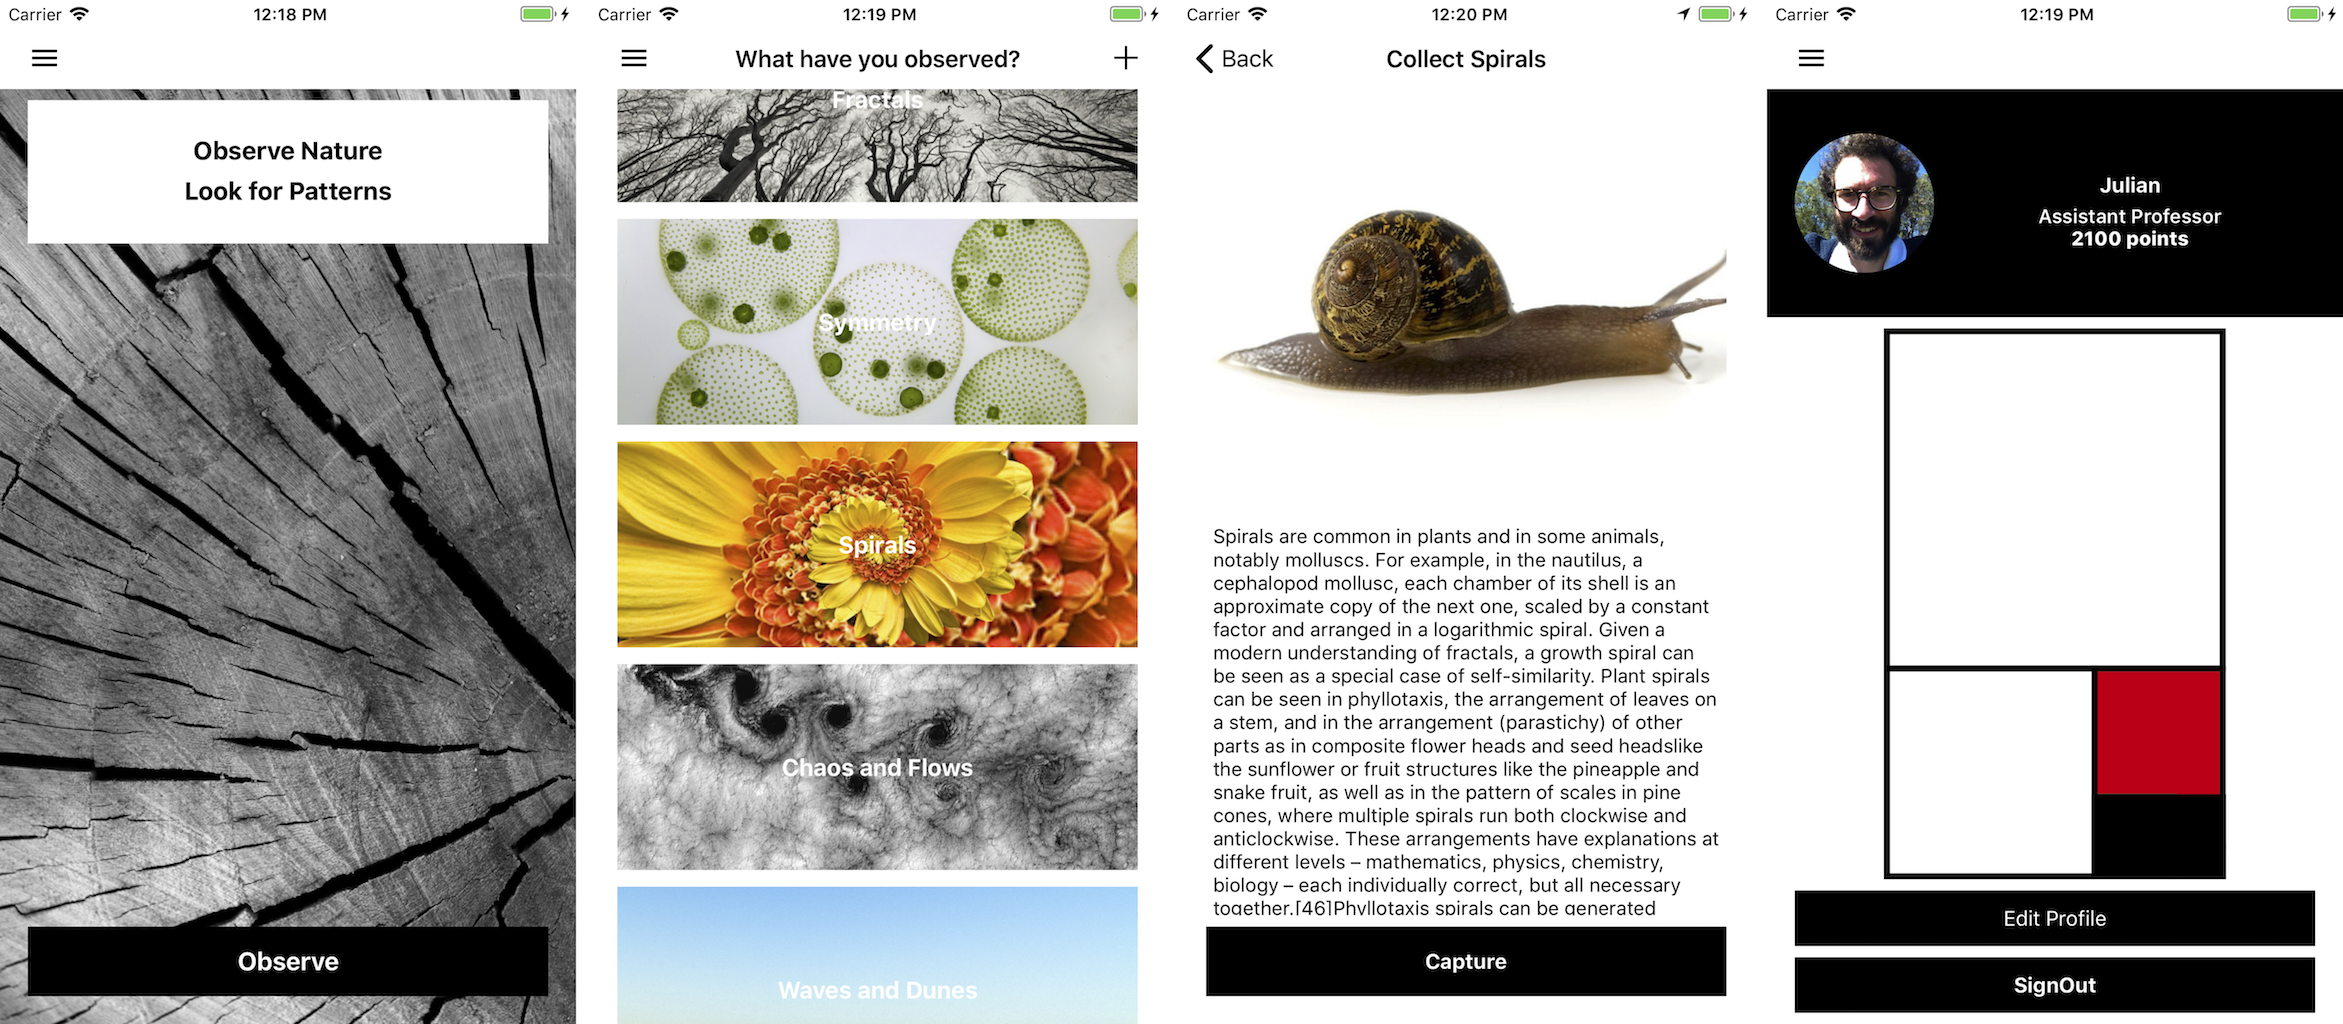 Carrier 12:18 PM
Observe Nature
Look for Patterns
Observe
Carrier 12:19 PM
What have you observed?
Fractals
Symmetry
Spirals
Chaos and Flows
Waves and Dunes
Carrier 12:20 PM
Back Collect Spirals
Spirals are common in plants and in some animals,
notably molluscs. For example, in the nautilus, a
cephalopod mollusc, each chamber of its shell is an
approximate copy of the next one, scaled by a constant
factor and arranged in a logarithmic spiral. Given a
modern understanding of fractals, a growth spiral can
be seen as a special case of self-similarity. Plant spirals
can be seen in phyllotaxis, the arrangement of leaves on
a stem, and in the arrangement (parastichy) of other
parts as in composite flower heads and seed headslike
the sunflower or fruit structures like the pineapple and
snake fruit, as well as in the pattern of scales in pine
cones, where multiple spirals run both clockwise and
anticlockwise. These arrangements have explanations at
different levels – mathematics, physics, chemistry,
biology – each individually correct, but all necessary
together.[46]Phyllotaxis spirals can be generated
Capture
Carrier 12:19 PM
Julian
Assistant Professor
2100 points
Edit Profile
SignOut